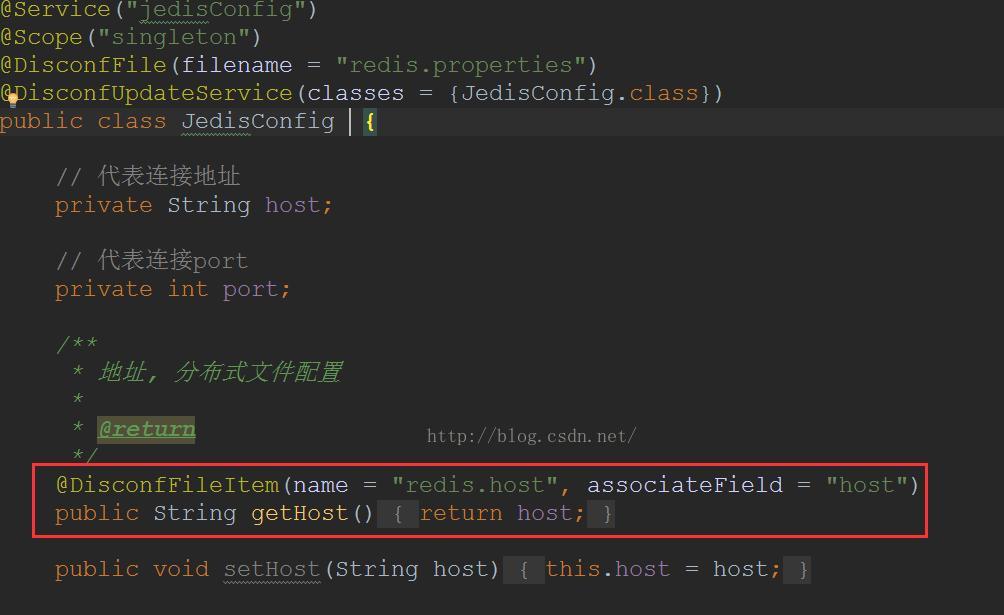 @Service("jedisConfig")
@Scope("singleton")
@DisconfFile(filename = "redis.properties")
@DisconfUpdateService(classes = {JedisConfig.class})
public class JedisConfig {
// 代表连接地址
private String host;
// 代表连接port
private int port;
/**
* 地址, 分布式文件配置
*
* @return
http://blog.csdn.net/
*/
@DisconfFileItem(name = "redis.host", associateField = "host")
public String getHost() { return host; }
public void setHost(String host) { this.host = host; }